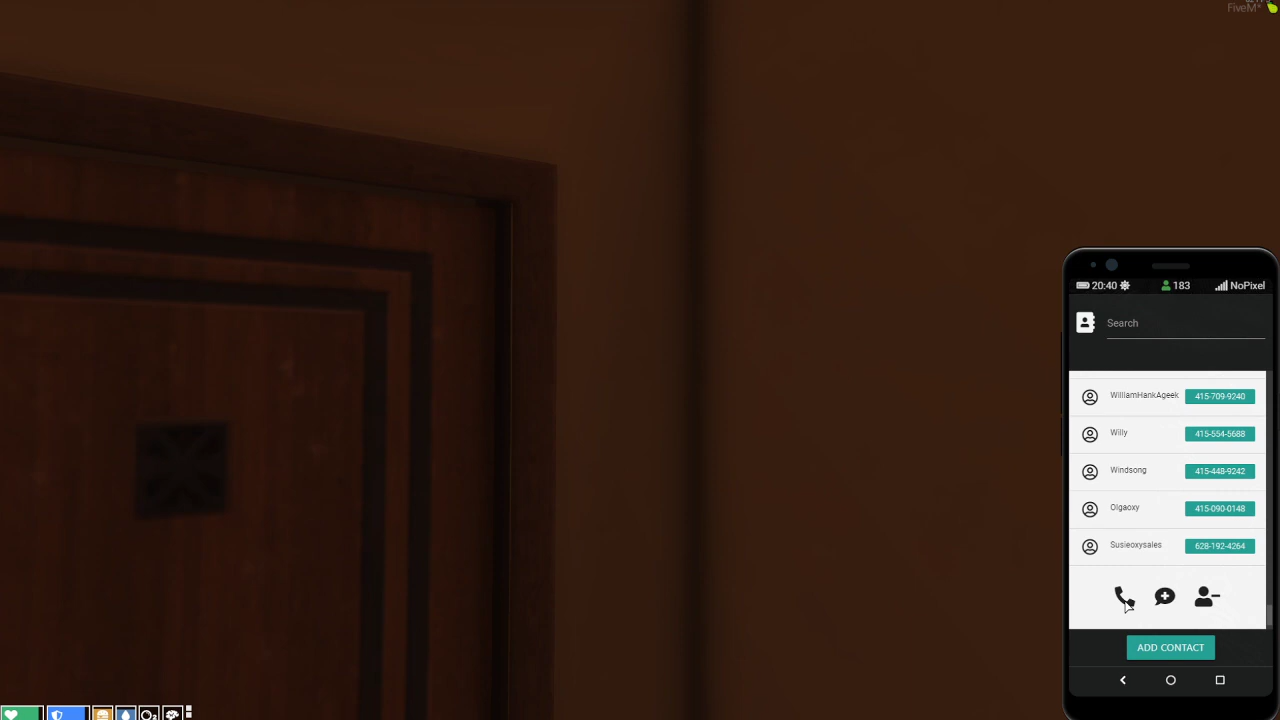 FiveM*
20:40 183 NoPixel
Search
WilliamHankAgeek 415-709-9240
Willy 415-554-5688
Windsong 415-448-9242
Olgaoxy 415-090-0148
Susieoxysales 628-192-4264
ADD CONTACT
O₂